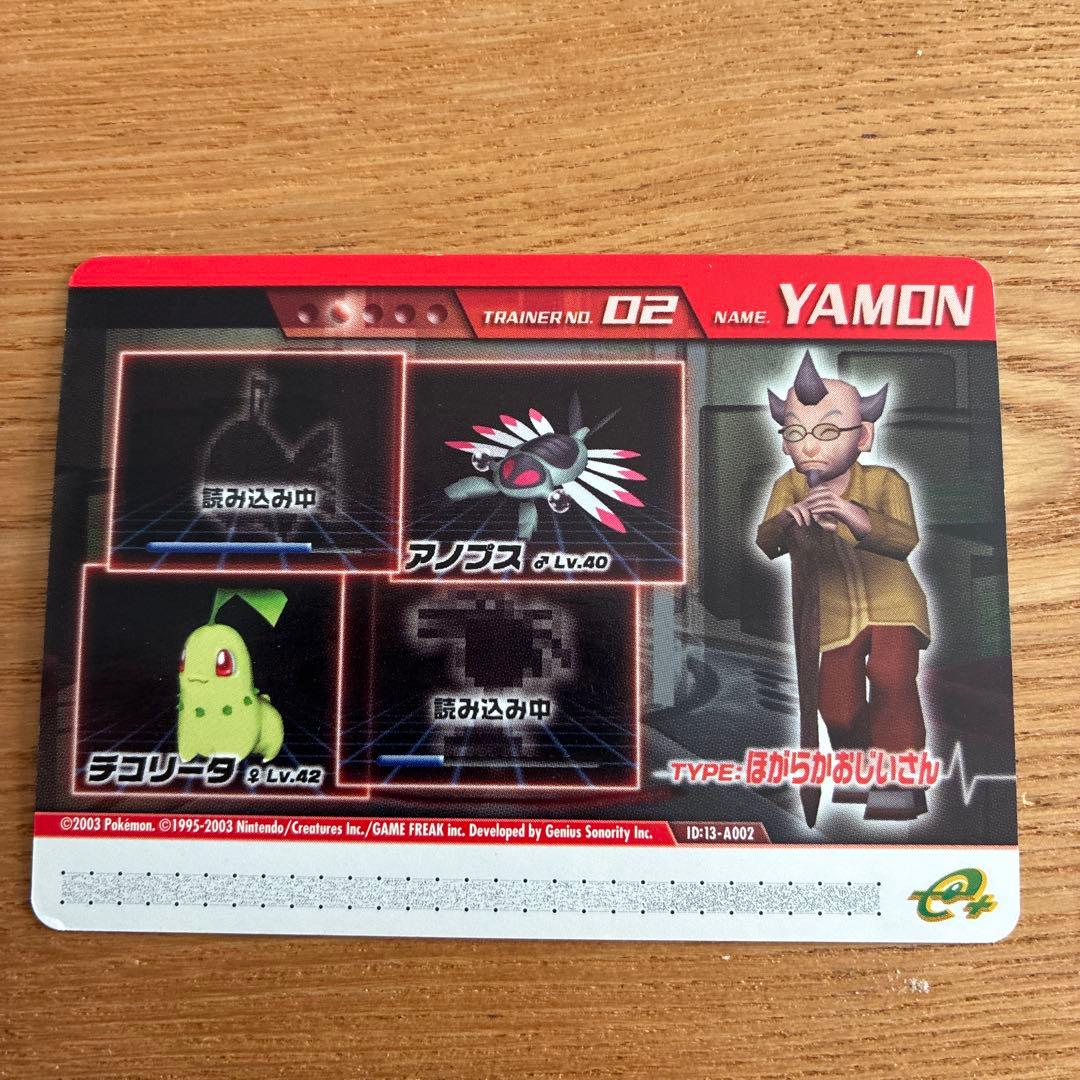 TRAINER NO. 02 NAME. YAMON
読み込み中
アノプス ♂ Lv.40
チコリータ ♀ Lv.42
読み込み中
TYPE: ほがらかおじいさん
©2003 Pokémon. ©1995-2003 Nintendo/Creatures Inc./GAME FREAK inc. Developed by Genius Sonority Inc. ID:13-A002
e+